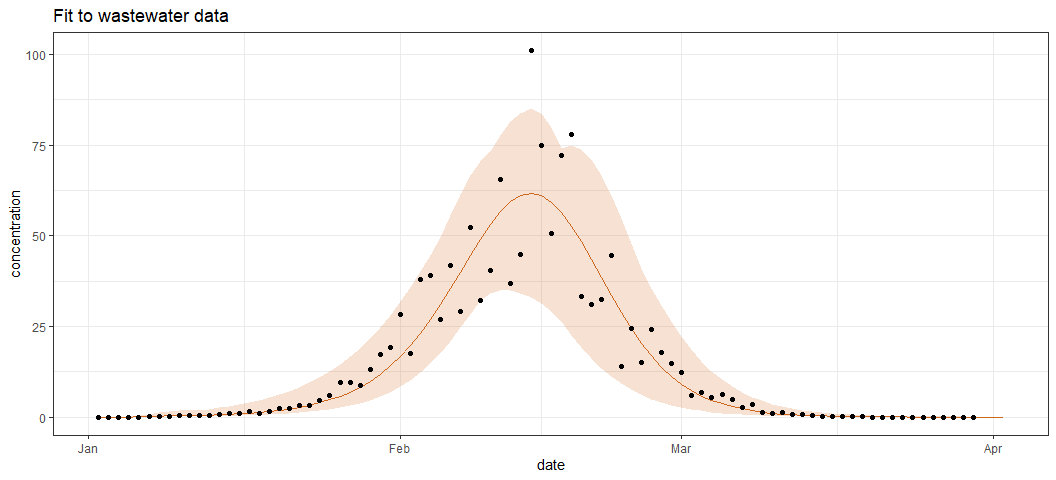 Fit to wastewater data
100
75
50
25
0
concentration
Jan
Feb
Mar
Apr
date